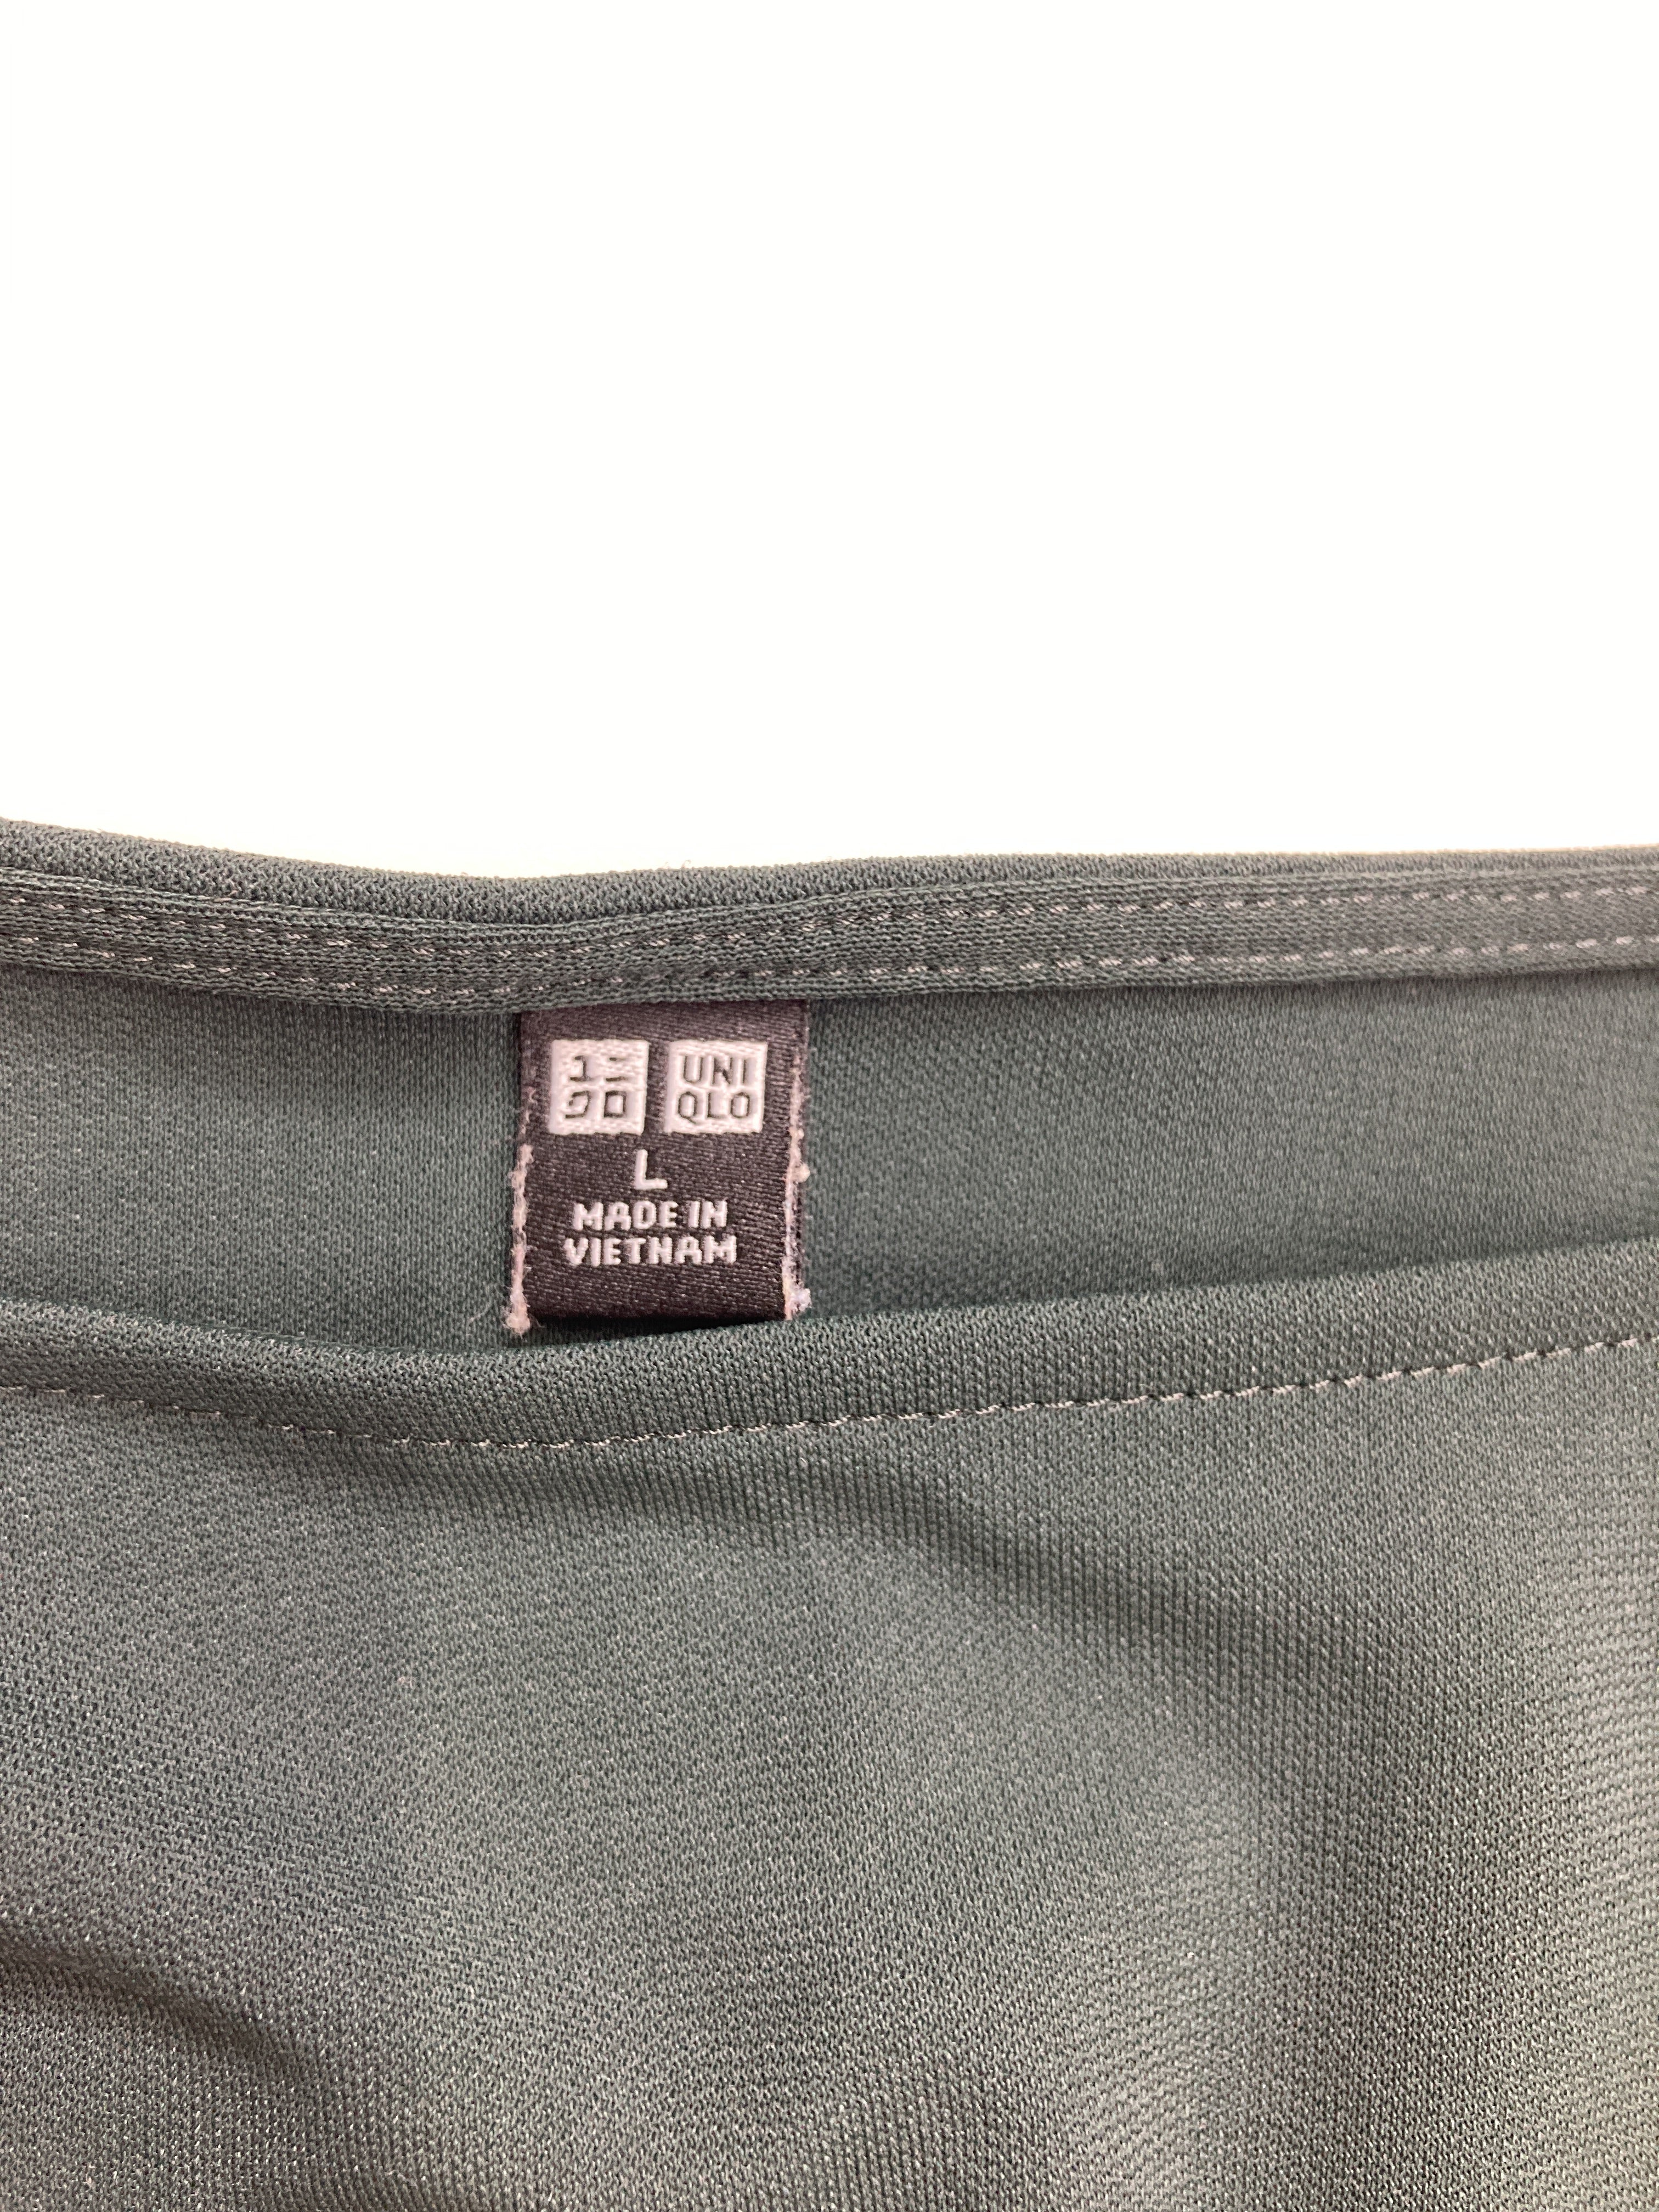 ユニ UNI
クロ QLO
L
MADE IN
VIETNAM